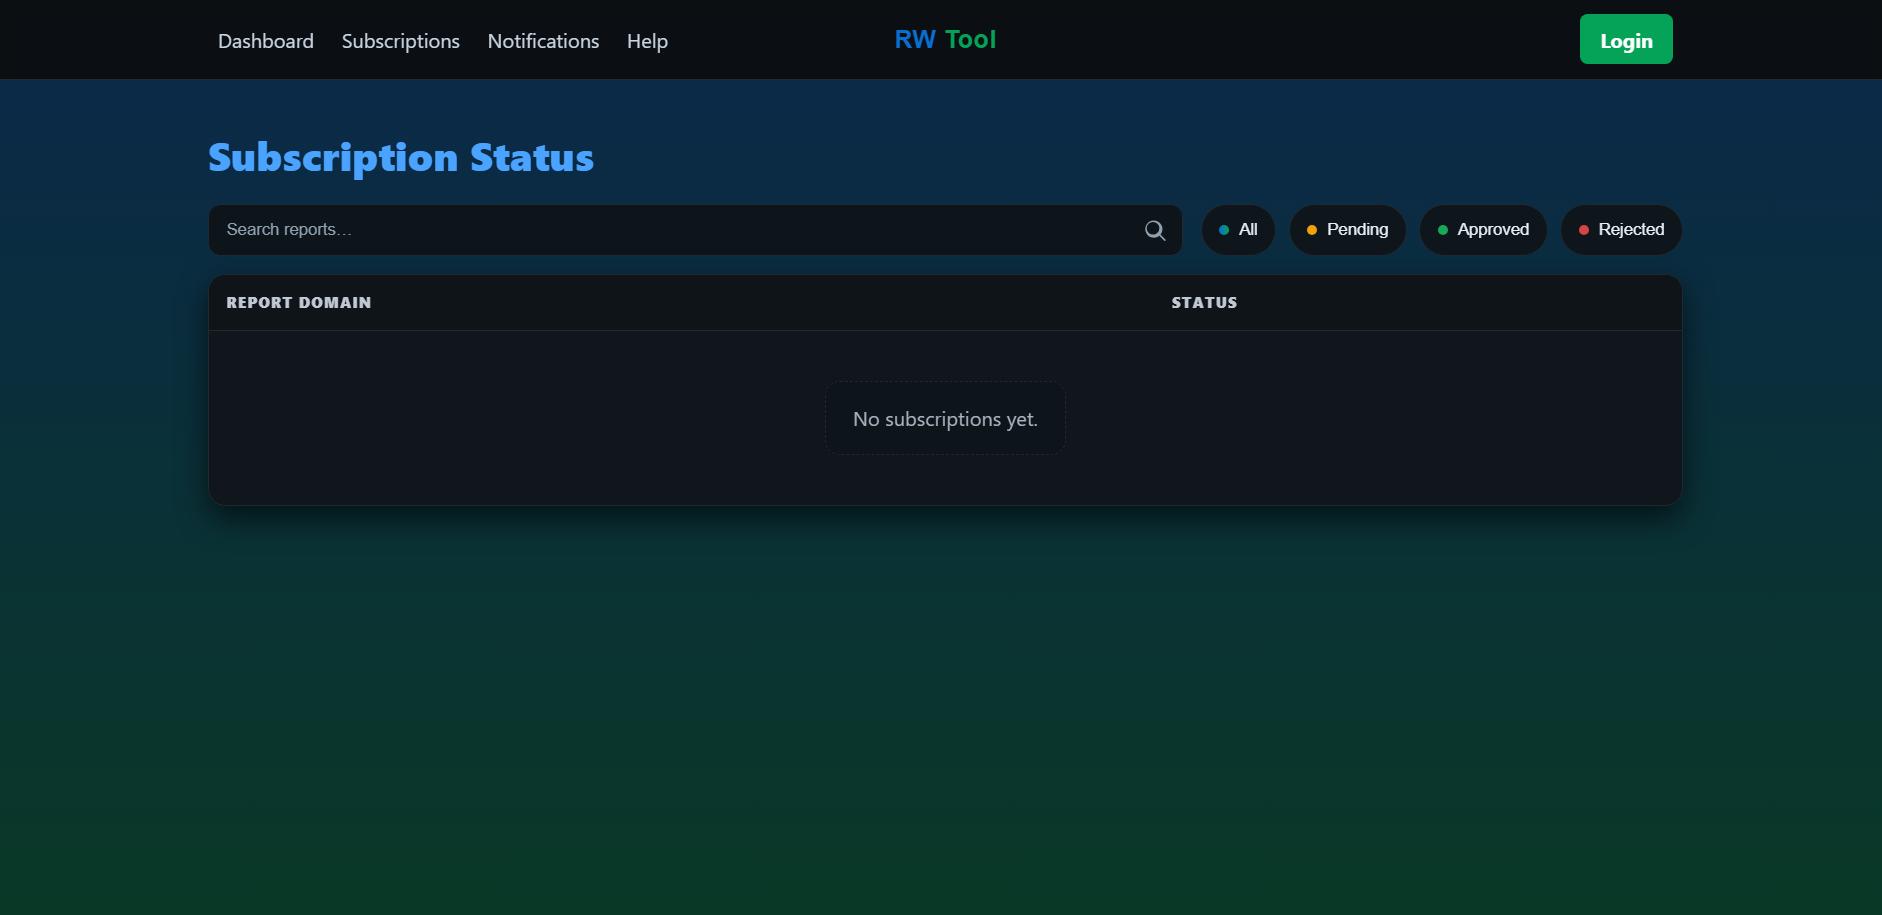 Dashboard Subscriptions Notifications Help RW Tool Login
Subscription Status
Search reports… All Pending Approved Rejected
REPORT DOMAIN STATUS
No subscriptions yet.